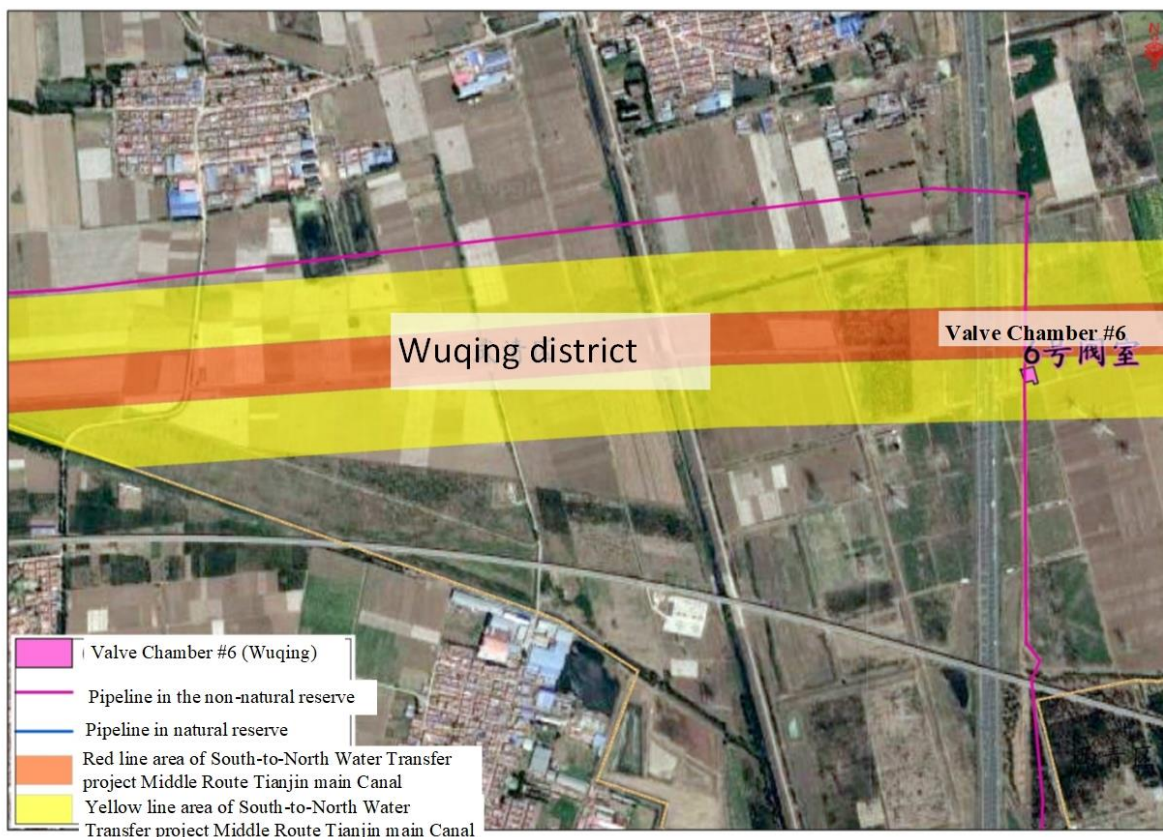 N
Wuqing district
Valve Chamber #6
6号阀室
Valve Chamber #6 (Wuqing)
Pipeline in the non-natural reserve
Pipeline in natural reserve
Red line area of South-to-North Water Transfer
project Middle Route Tianjin main Canal
Yellow line area of South-to-North Water
Transfer project Middle Route Tianjin main Canal